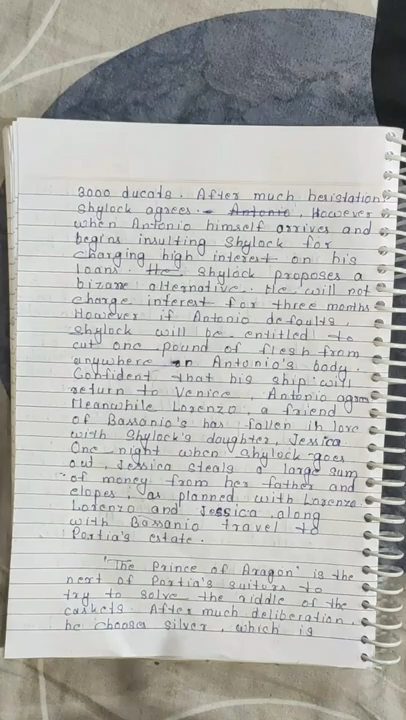 3000 ducats. After much hesistation
Shylock agrees. Antonio. However
when Antonio himself arrives and
begins insulting Shylock for
charging high interest on his
loans. He Shylock proposes a
bizarre alternative. He will not
charge interest for three months
However if Antonio defaults,
Shylock will be entitled to
cut one pound of flesh from
anywhere on Antonio's body.
Confident that his ship will
return to Venice, Antonio agrees
Meanwhile Lorenzo, a friend
of Bassanio's has fallen in love
with Shylock's daughter, Jessica
One night when Shylock goes
out, Jessica steals a large sum
of money from her father and
elopes, as planned with Lorenzo.
Lorenzo and Jessica along
with Bassanio travel to
Portia's estate.
'The Prince of Aragon' is the
next of Portia's suitors to
try to solve the riddle of the
caskets. After much deliberation,
he chooses silver, which is